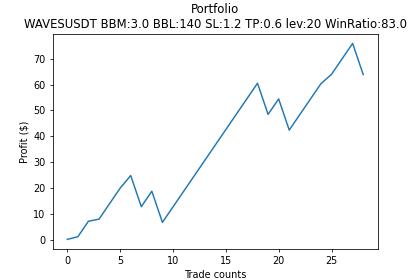 Portfolio
WAVESUSDT BBM:3.0 BBL:140 SL:1.2 TP:0.6 lev:20 WinRatio:83.0
70
60
50
40
30
20
10
0
Profit ($)
0 5 10 15 20 25
Trade counts